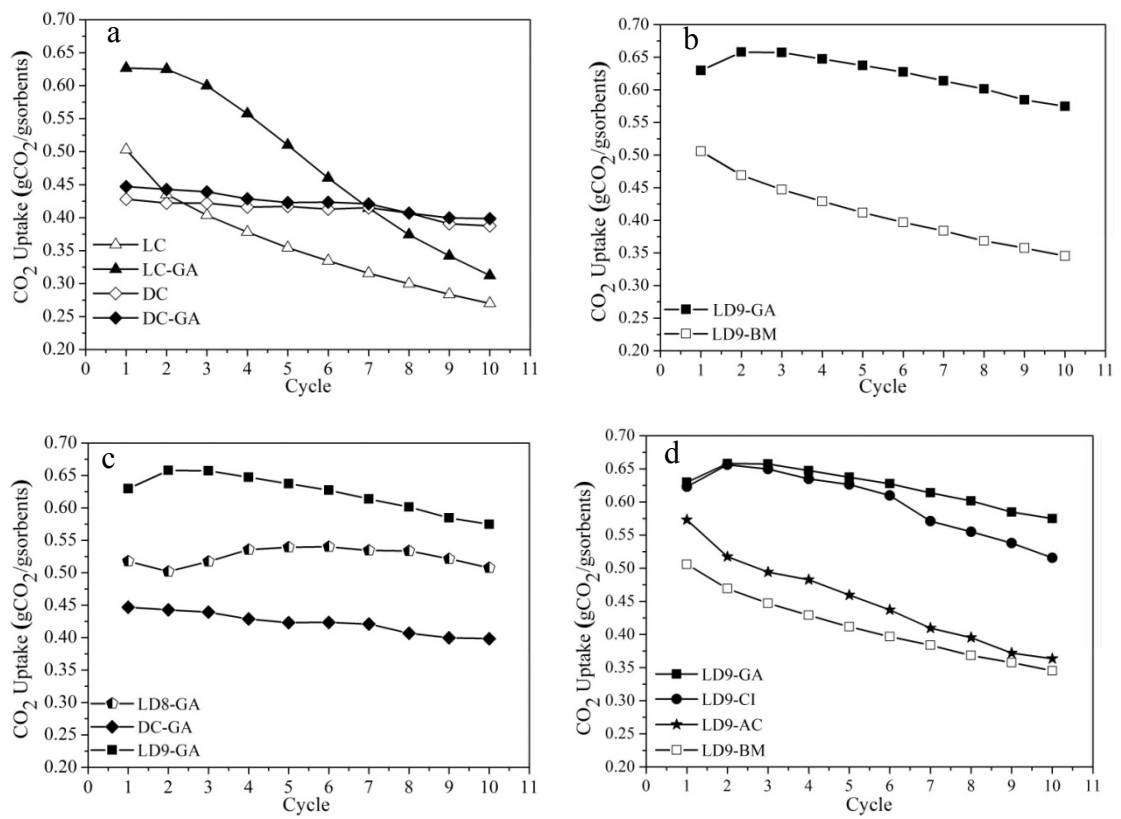 a
CO2 Uptake (gCO2/gsorbents)
0.70
0.65
0.60
0.55
0.50
0.45
0.40
0.35
0.30
0.25
0.20
LC
LC-GA
DC
DC-GA
0 1 2 3 4 5 6 7 8 9 10 11
Cycle
b
CO2 Uptake (gCO2/gsorbents)
0.70
0.65
0.60
0.55
0.50
0.45
0.40
0.35
0.30
0.25
0.20
LD9-GA
LD9-BM
0 1 2 3 4 5 6 7 8 9 10 11
Cycle
c
CO2 Uptake (gCO2/gsorbents)
0.70
0.65
0.60
0.55
0.50
0.45
0.40
0.35
0.30
0.25
0.20
LD8-GA
DC-GA
LD9-GA
0 1 2 3 4 5 6 7 8 9 10 11
Cycle
d
CO2 Uptake (gCO2/gsorbents)
0.70
0.65
0.60
0.55
0.50
0.45
0.40
0.35
0.30
0.25
0.20
LD9-GA
LD9-CI
LD9-AC
LD9-BM
0 1 2 3 4 5 6 7 8 9 10 11
Cycle